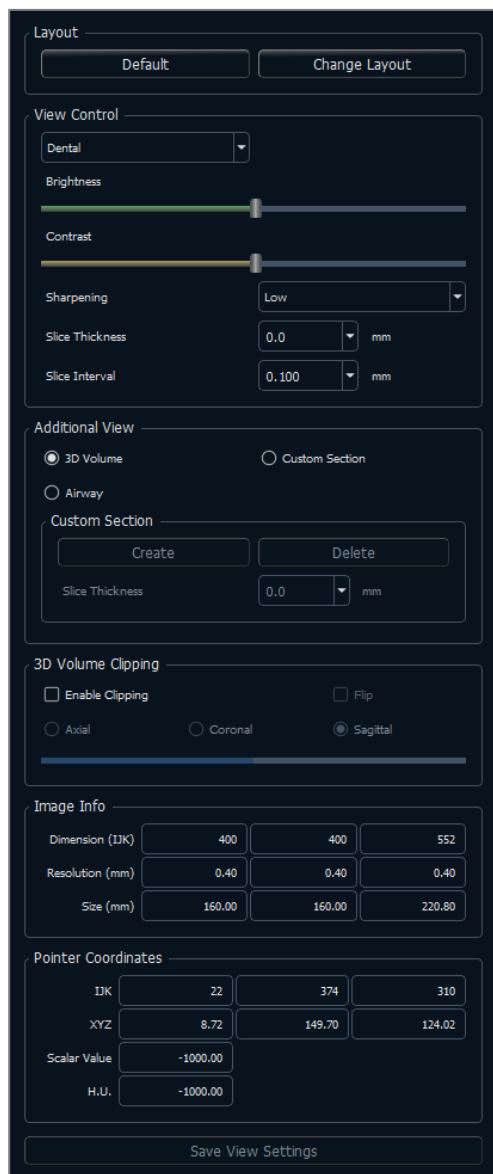 Layout
Default Change Layout
View Control
Dental
Brightness
Contrast
Sharpening Low
Slice Thickness 0.0 mm
Slice Interval 0.100 mm
Additional View
3D Volume Custom Section
Airway
Custom Section
Create Delete
Slice Thickness 0.0 mm
3D Volume Clipping
Enable Clipping Flip
Axial Coronal Sagittal
Image Info
Dimension (IJK) 400 400 552
Resolution (mm) 0.40 0.40 0.40
Size (mm) 160.00 160.00 220.80
Pointer Coordinates
IJK 22 374 310
XYZ 8.72 149.70 124.02
Scalar Value -1000.00
H.U. -1000.00
Save View Settings